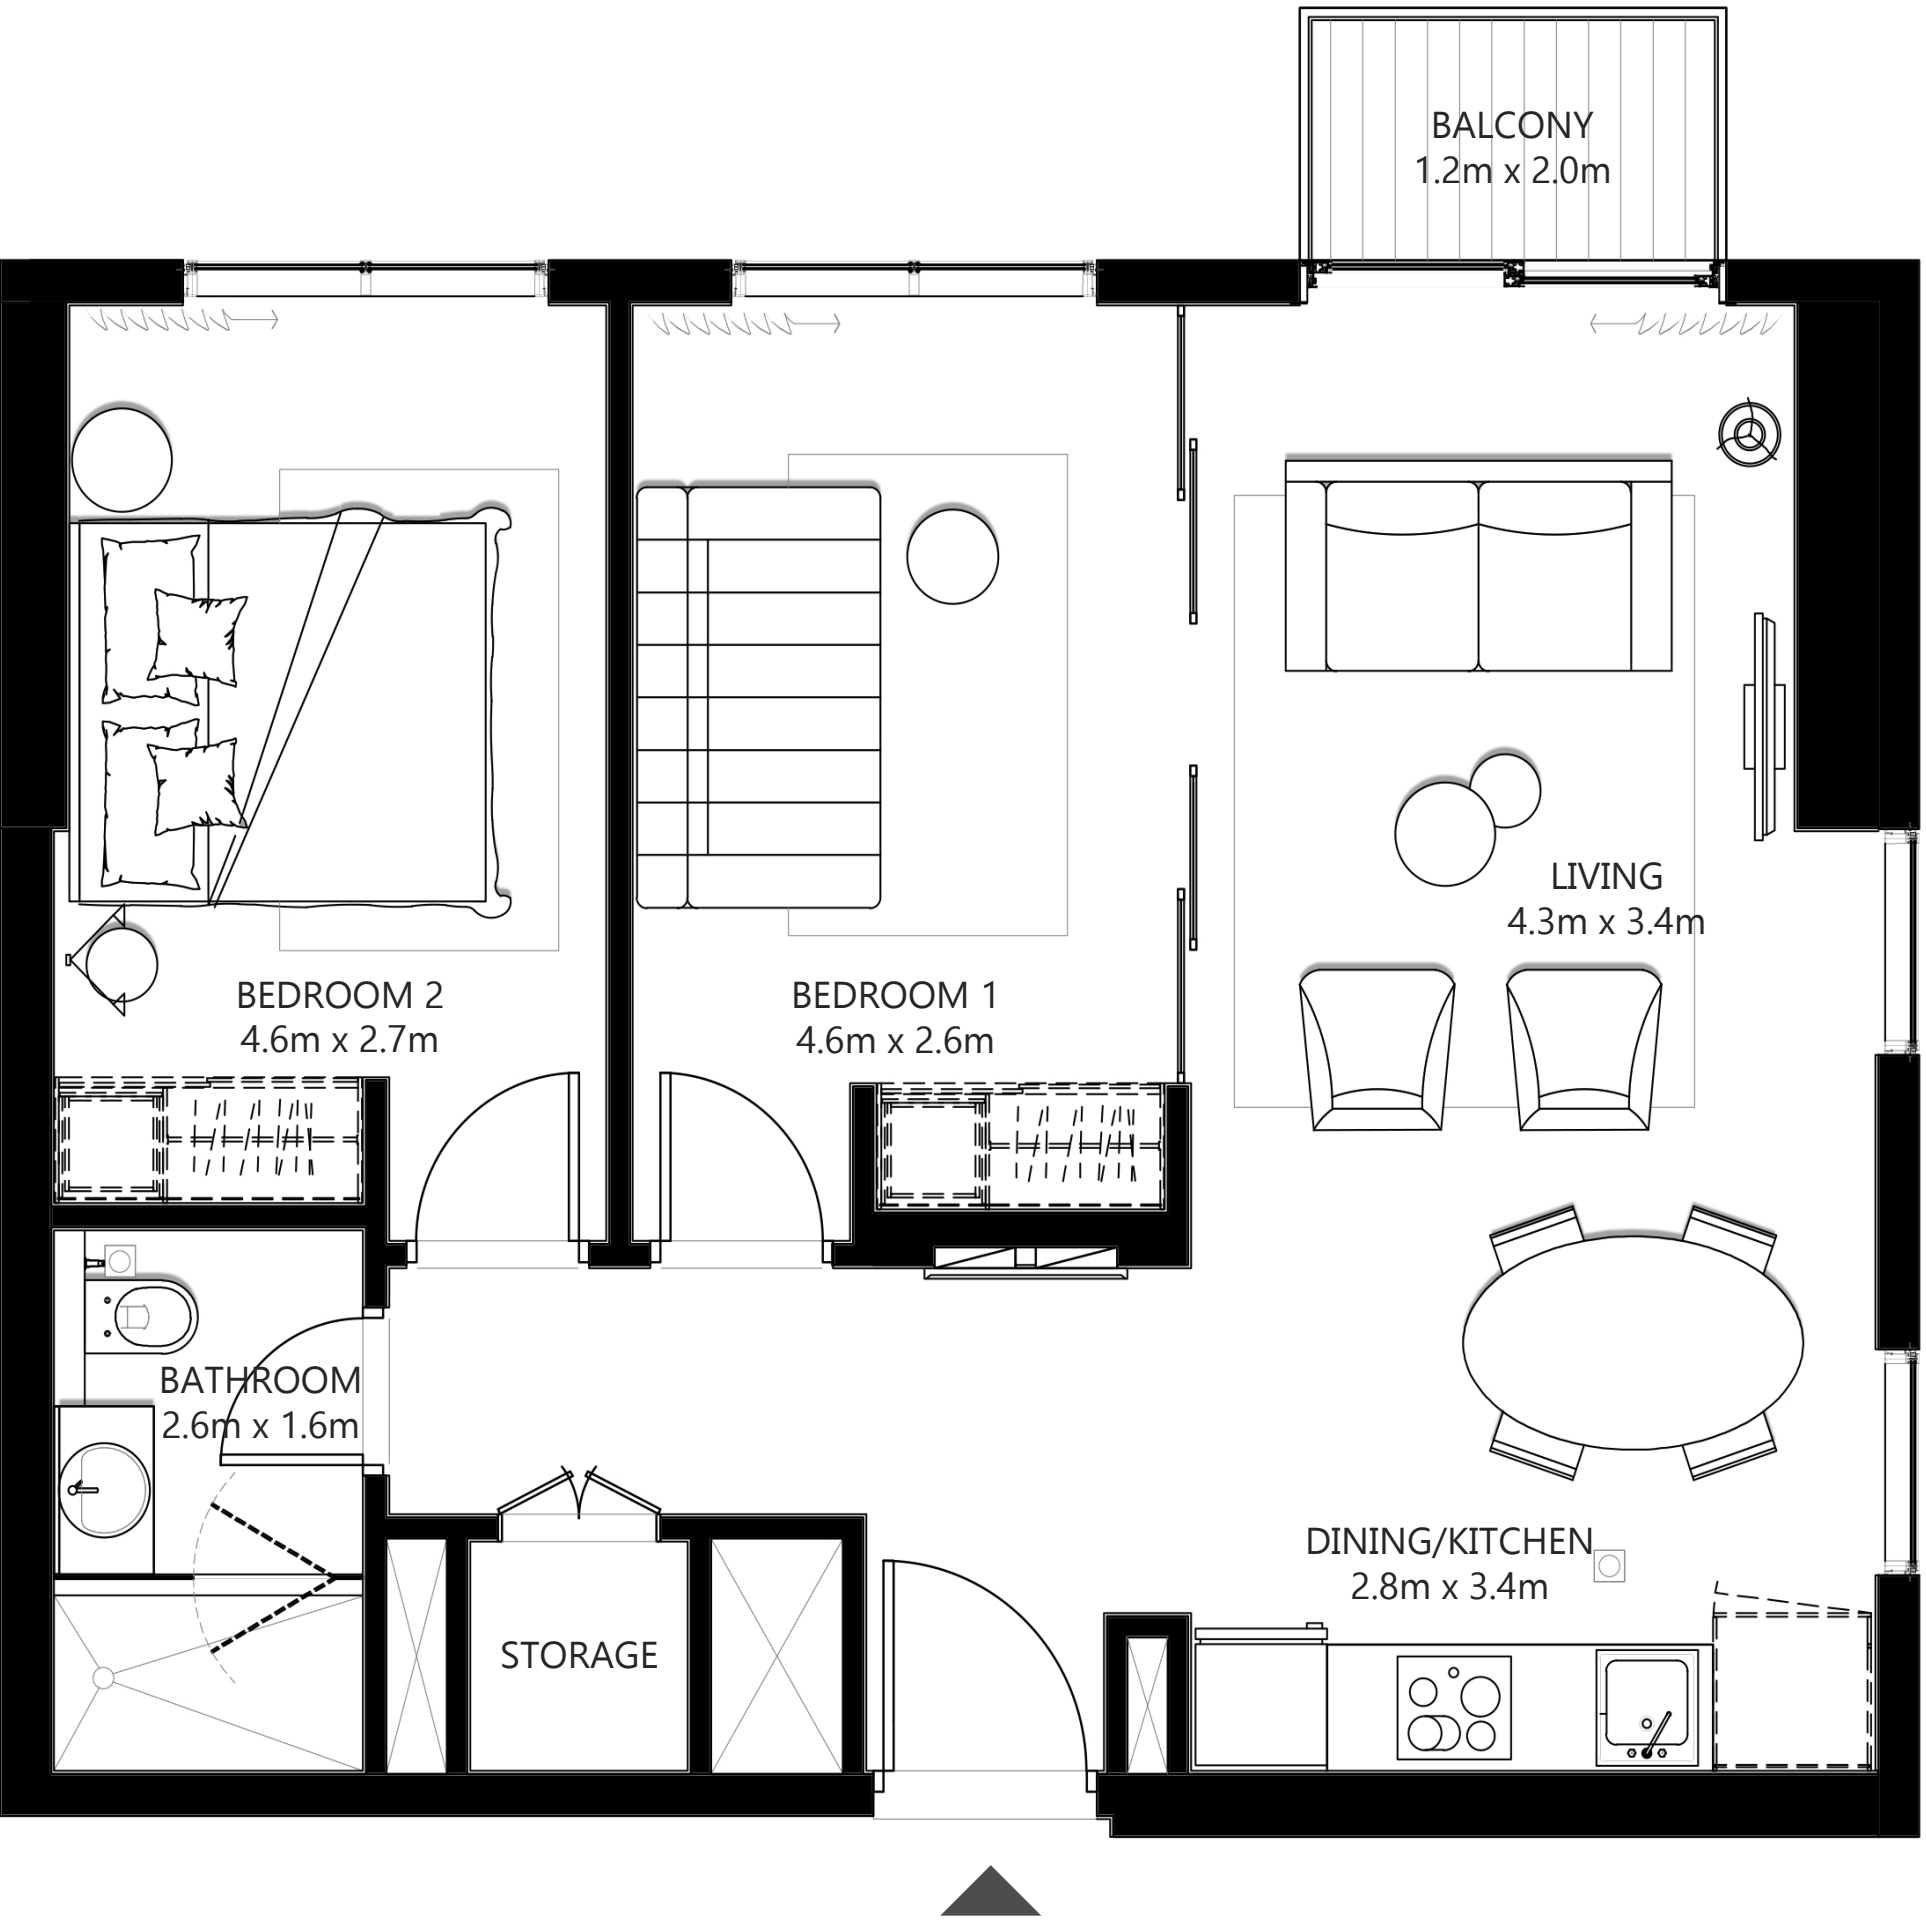 BALCONY
1.2m x 2.0m
LIVING
4.3m x 3.4m
BEDROOM 2
4.6m x 2.7m
BEDROOM 1
4.6m x 2.6m
BATHROOM
2.6m x 1.6m
DINING/KITCHEN
2.8m x 3.4m
STORAGE